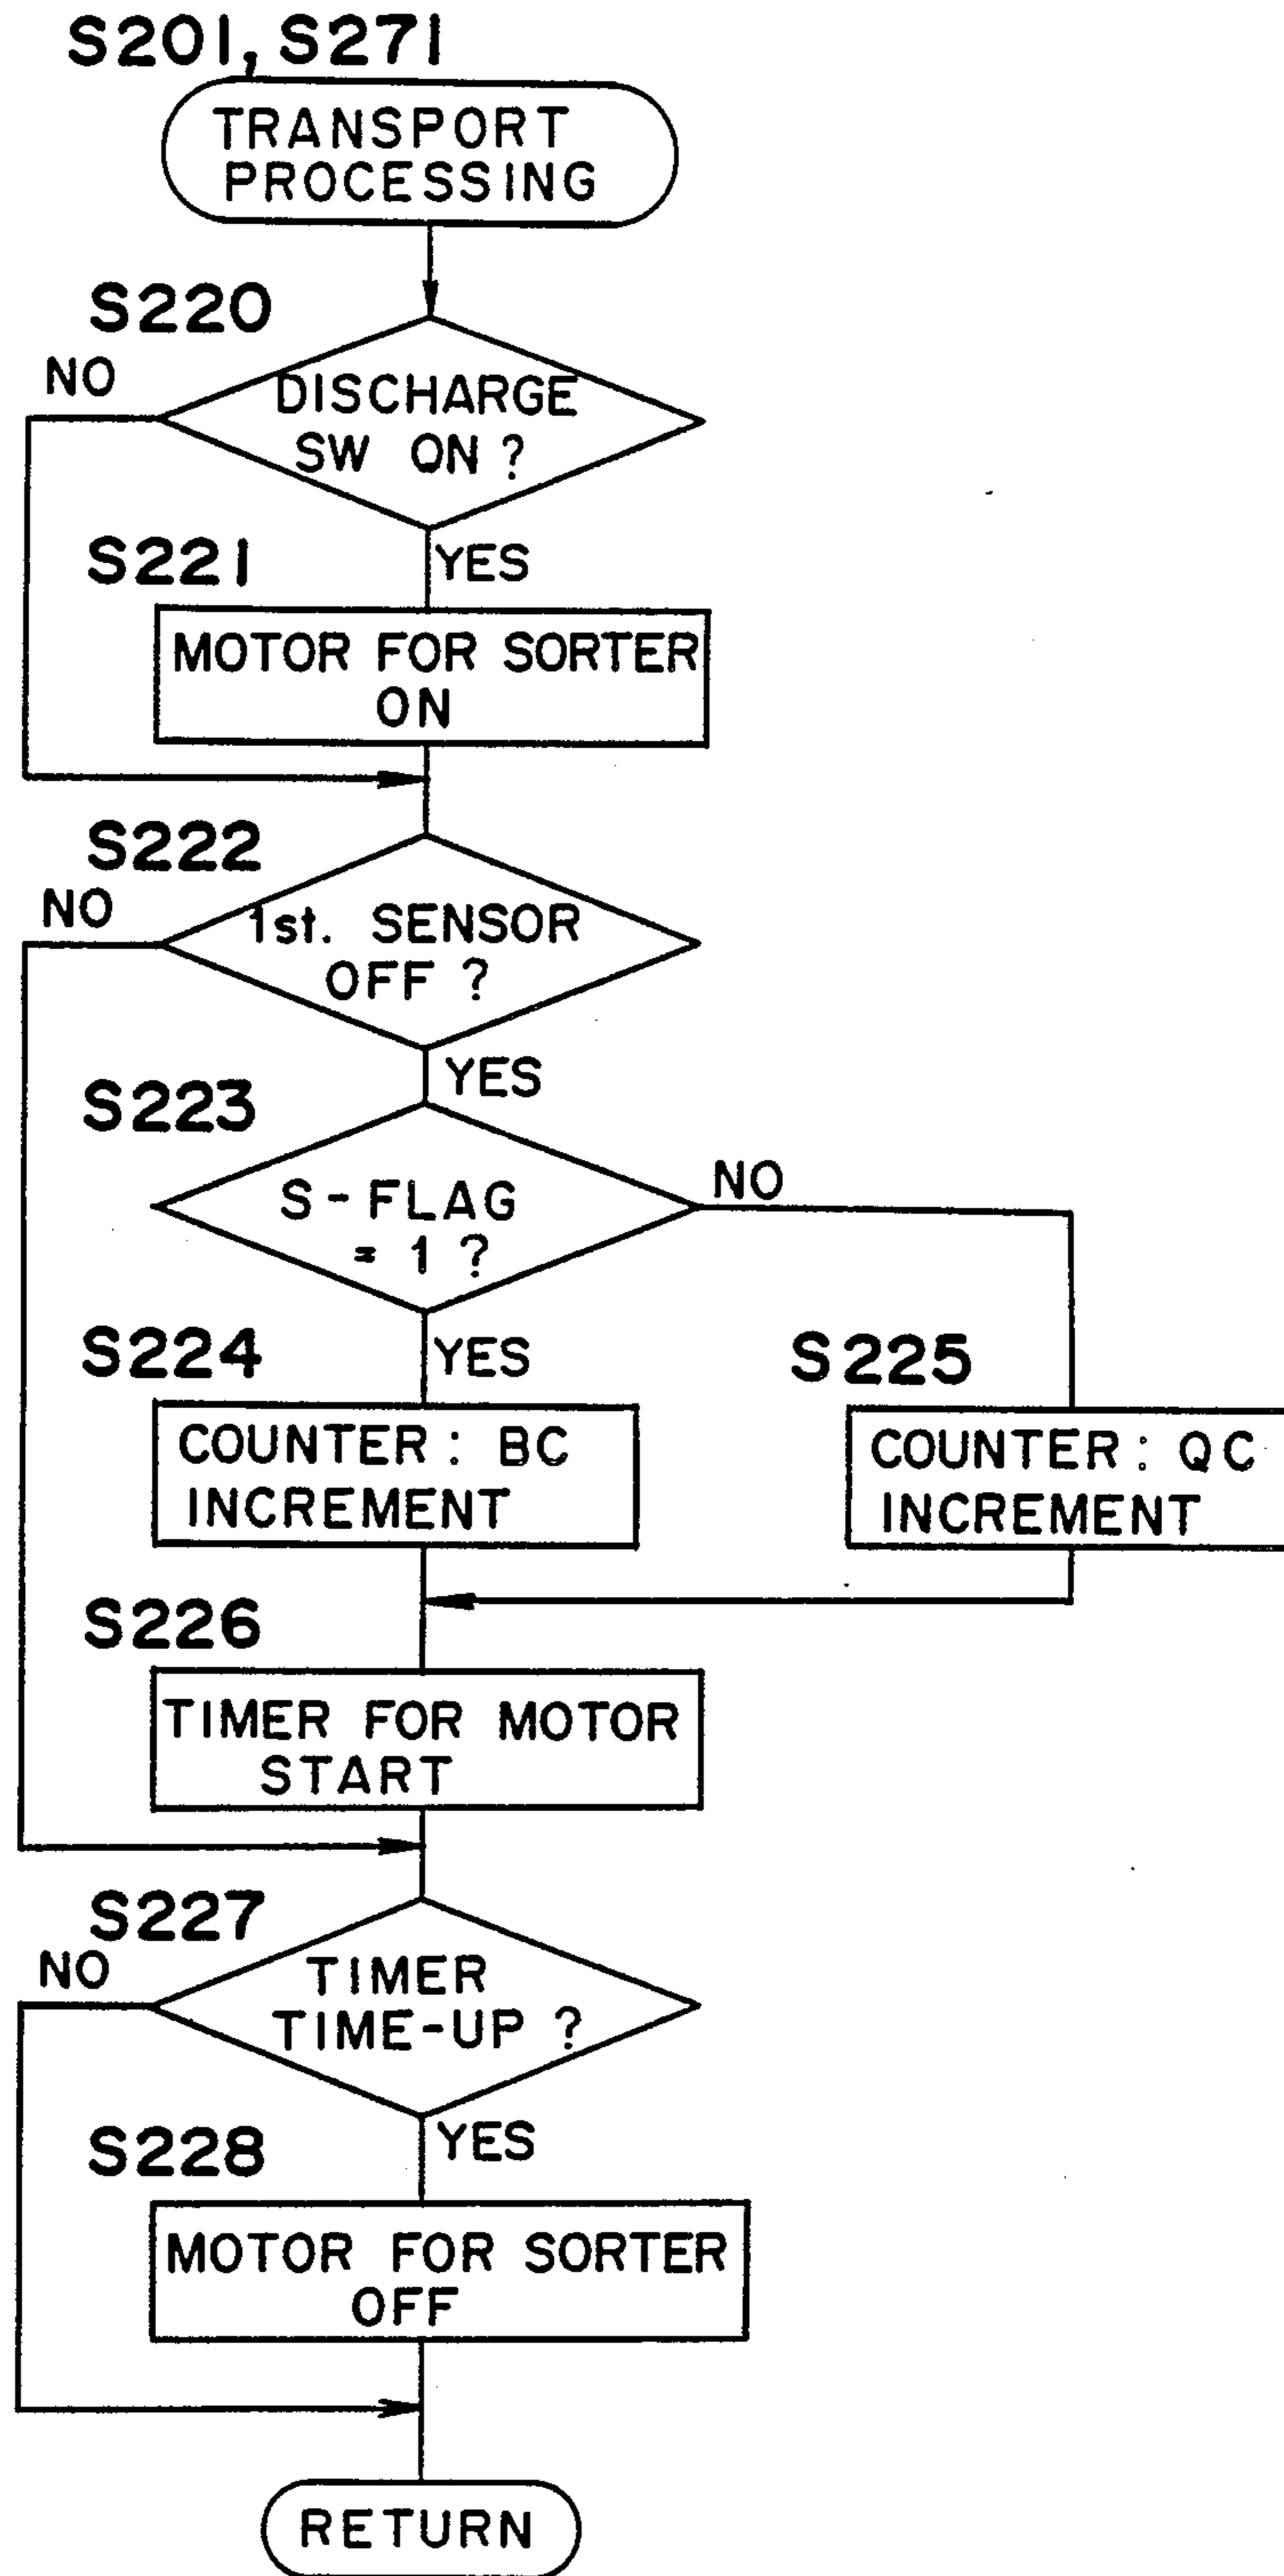 S201, S271
TRANSPORT
PROCESSING
S220
NO
DISCHARGE
SW ON ?
S221
YES
MOTOR FOR SORTER
ON
S222
NO
1st. SENSOR
OFF ?
YES
S223
S-FLAG
= 1 ?
NO
S224
YES
S225
COUNTER : BC
INCREMENT
COUNTER : QC
INCREMENT
S226
TIMER FOR MOTOR
START
S227
NO
TIMER
TIME-UP ?
S228
YES
MOTOR FOR SORTER
OFF
RETURN